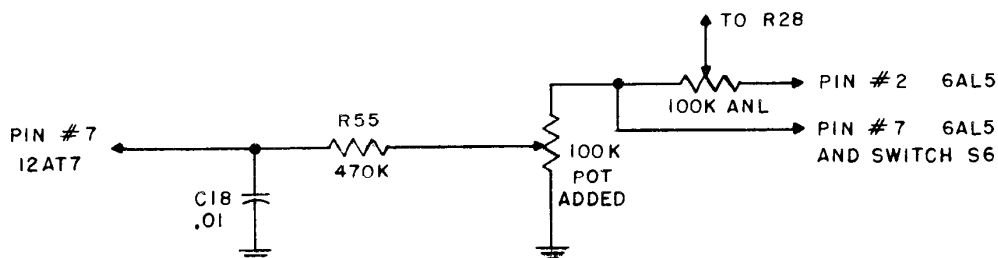 TO R28
PIN #2 6AL5
100K ANL
PIN #7 6AL5
AND SWITCH S6
PIN #7
12AT7
R55
470K
100K
POT
ADDED
C18
.01